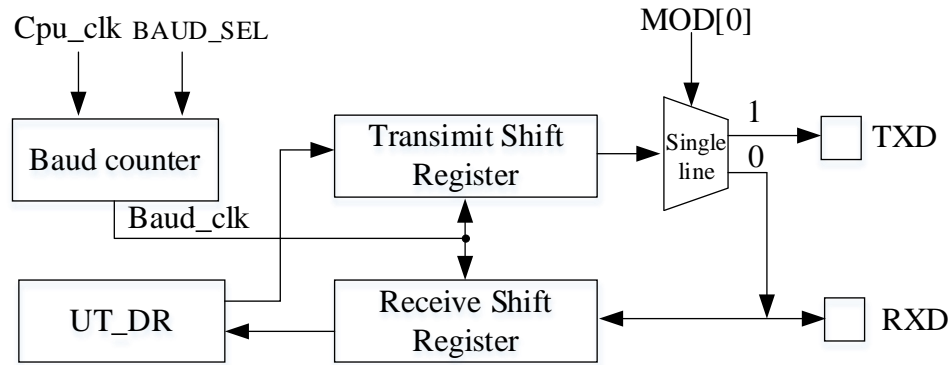 Cpu_clk
BAUD_SEL
MOD[0]
Baud counter
Transimit Shift
Register
Single
line
1
0
TXD
Baud_clk
UT_DR
Receive Shift
Register
RXD